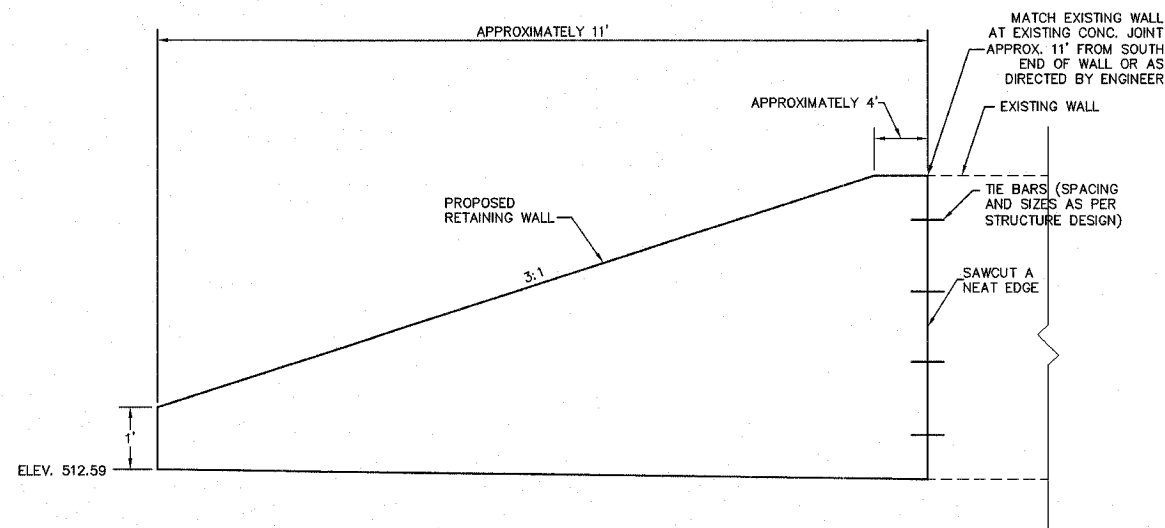 APPROXIMATELY 11'
MATCH EXISTING WALL
AT EXISTING CONC. JOINT
APPROX. 11' FROM SOUTH
END OF WALL OR AS
DIRECTED BY ENGINEER
APPROXIMATELY 4'
EXISTING WALL
TIE BARS (SPACING
AND SIZES AS PER
STRUCTURE DESIGN)
PROPOSED
RETAINING WALL
3:1
SAWCUT A
NEAT EDGE
1'
ELEV. 512.59